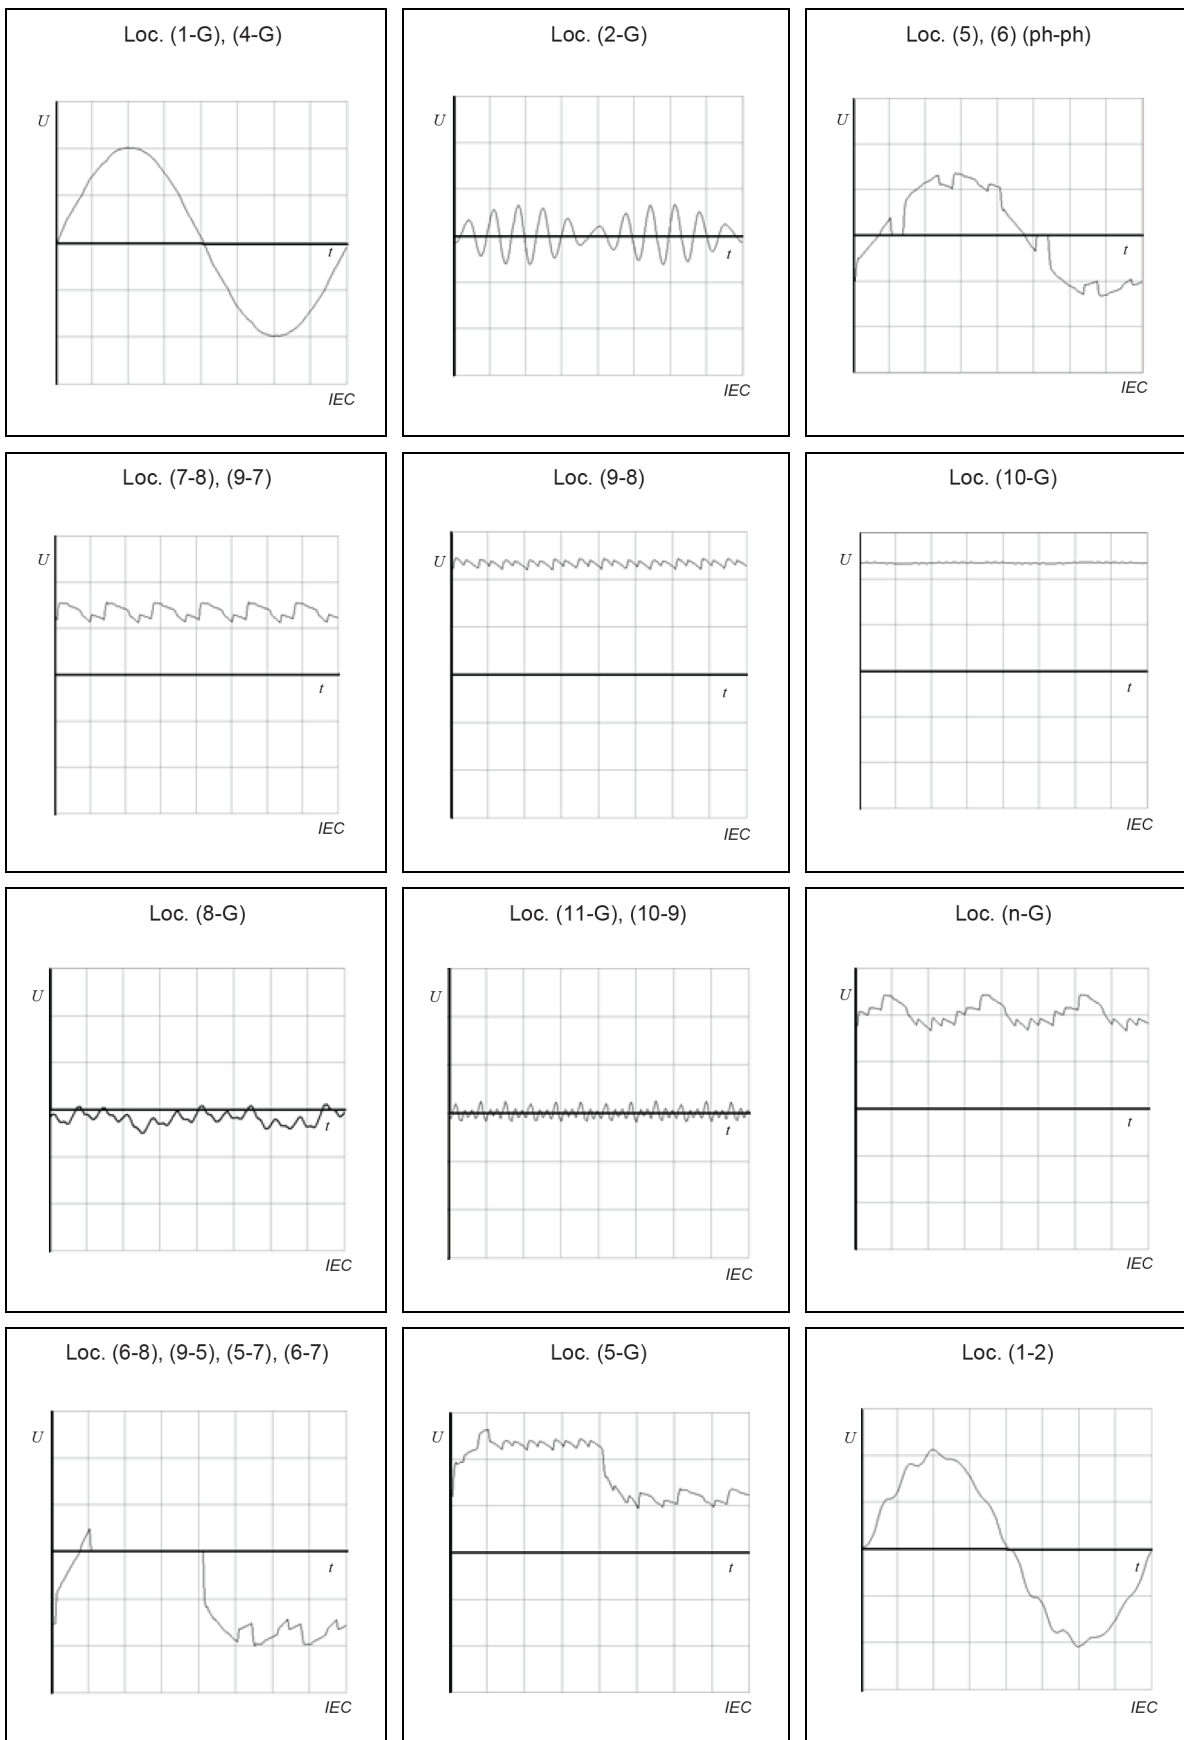 Loc. (1-G), (4-G)
U
t
IEC
Loc. (2-G)
U
t
IEC
Loc. (5), (6) (ph-ph)
U
t
IEC
Loc. (7-8), (9-7)
U
t
IEC
Loc. (9-8)
U
t
IEC
Loc. (10-G)
U
t
IEC
Loc. (8-G)
U
t
IEC
Loc. (11-G), (10-9)
U
t
IEC
Loc. (n-G)
U
t
IEC
Loc. (6-8), (9-5), (5-7), (6-7)
U
t
IEC
Loc. (5-G)
U
t
IEC
Loc. (1-2)
U
t
IEC